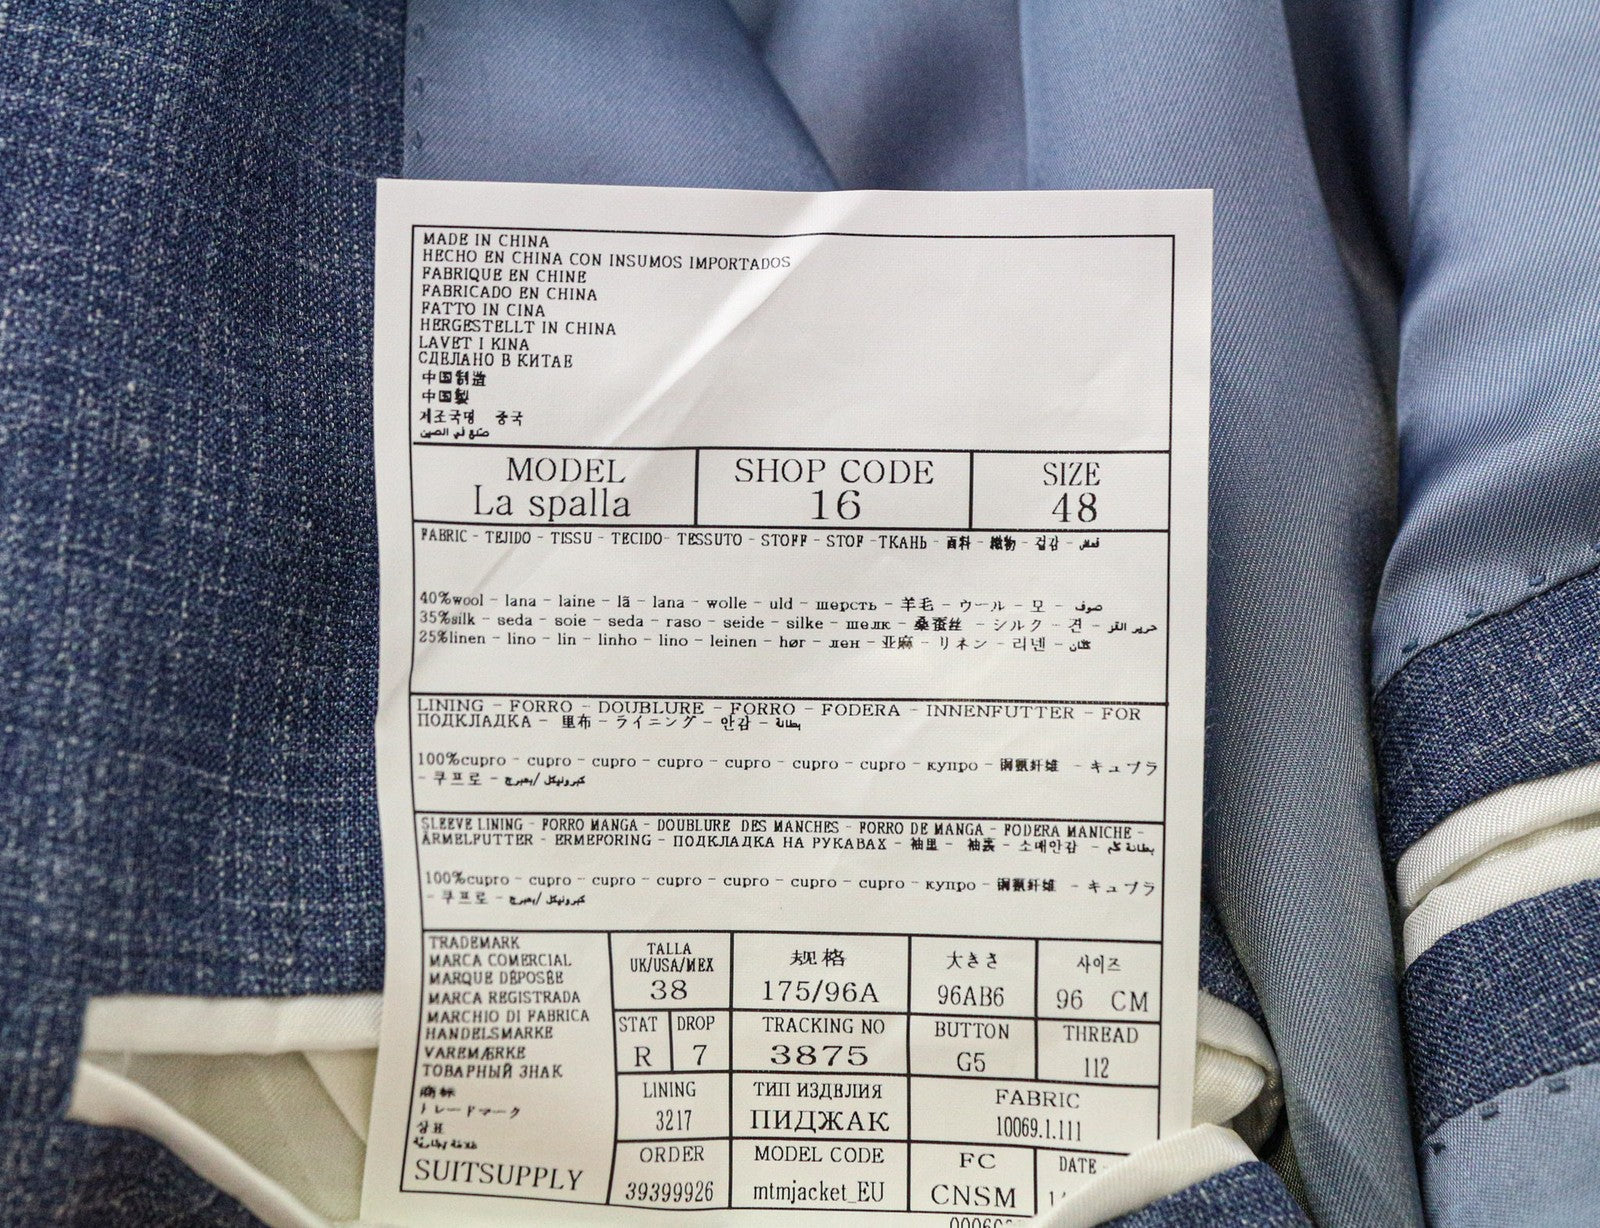 MADE IN CHINA
HECHO EN CHINA CON INSUMOS IMPORTADOS
FABRIQUE EN CHINE
FABRICADO EN CHINA
FATTO IN CINA
HERGESTELLT IN CHINA
LAVET I KINA
СДЕЛАНО В КИТАЕ
中国制造
中国製
제조국명 중국
صنع في الصين
MODEL
La spalla
SHOP CODE
16
SIZE
48
FABRIC - TEJIDO - TISSU - TECIDO- TESSUTO - STOFF - STOF -ТКАНЬ - 面料 - 織物 - 겉감 - قماش
40%wool - lana - laine - lã - lana - wolle - uld - шерсть - 羊毛 - ウール - 모 - صوف
35%silk - seda - soie - seda - raso - seide - silke - шелк - 桑蚕丝 - シルク - 견 - حرير القز
25%linen - lino - lin - linho - lino - leinen - hør - лен - 亚麻 - リネン - 리넨 - كتان
LINING - FORRO - DOUBLURE - FORRO - FODERA - INNENFUTTER - FOR
ПОДКЛАДКА - 里布 - ライニング - 안감 - بطانة
100%cupro - cupro - cupro - cupro - cupro - cupro - cupro - купро - 铜氨纤维 - キュプラ
- 쿠프로 -
SLEEVE LINING - FORRO MANGA - DOUBLURE DES MANCHES - FORRO DE MANGA - FODERA MANICHE -
ÄRMELFUTTER - ERMEFORING - ПОДКЛАДКА НА РУКАВАХ - 袖里 - 袖裏 - 소매안감 - بطانة كم
100%cupro - cupro - cupro - cupro - cupro - cupro - cupro - купро - 铜氨纤维 - キュプラ
- 쿠프로 -
TRADEMARK
MARCA COMERCIAL
MARQUE DÉPOSÉE
MARCA REGISTRADA
MARCHIO DI FABRICA
HANDELSMARKE
VAREMÆRKE
ТОВАРНЫЙ ЗНАК
商标
トレードマーク
상표
SUITSUPPLY
TALLA
UK/USA/MEX
38
规格
175/96A
大きさ
96AB6
사이즈
96 CM
STAT
R
DROP
7
TRACKING NO
3875
BUTTON
G5
THREAD
112
LINING
3217
ТИП ИЗДЕЛИЯ
ПИДЖАК
FABRIC
10069.1.111
ORDER
39399926
MODEL CODE
mtmjacket_EU
FC
CNSM
DATE